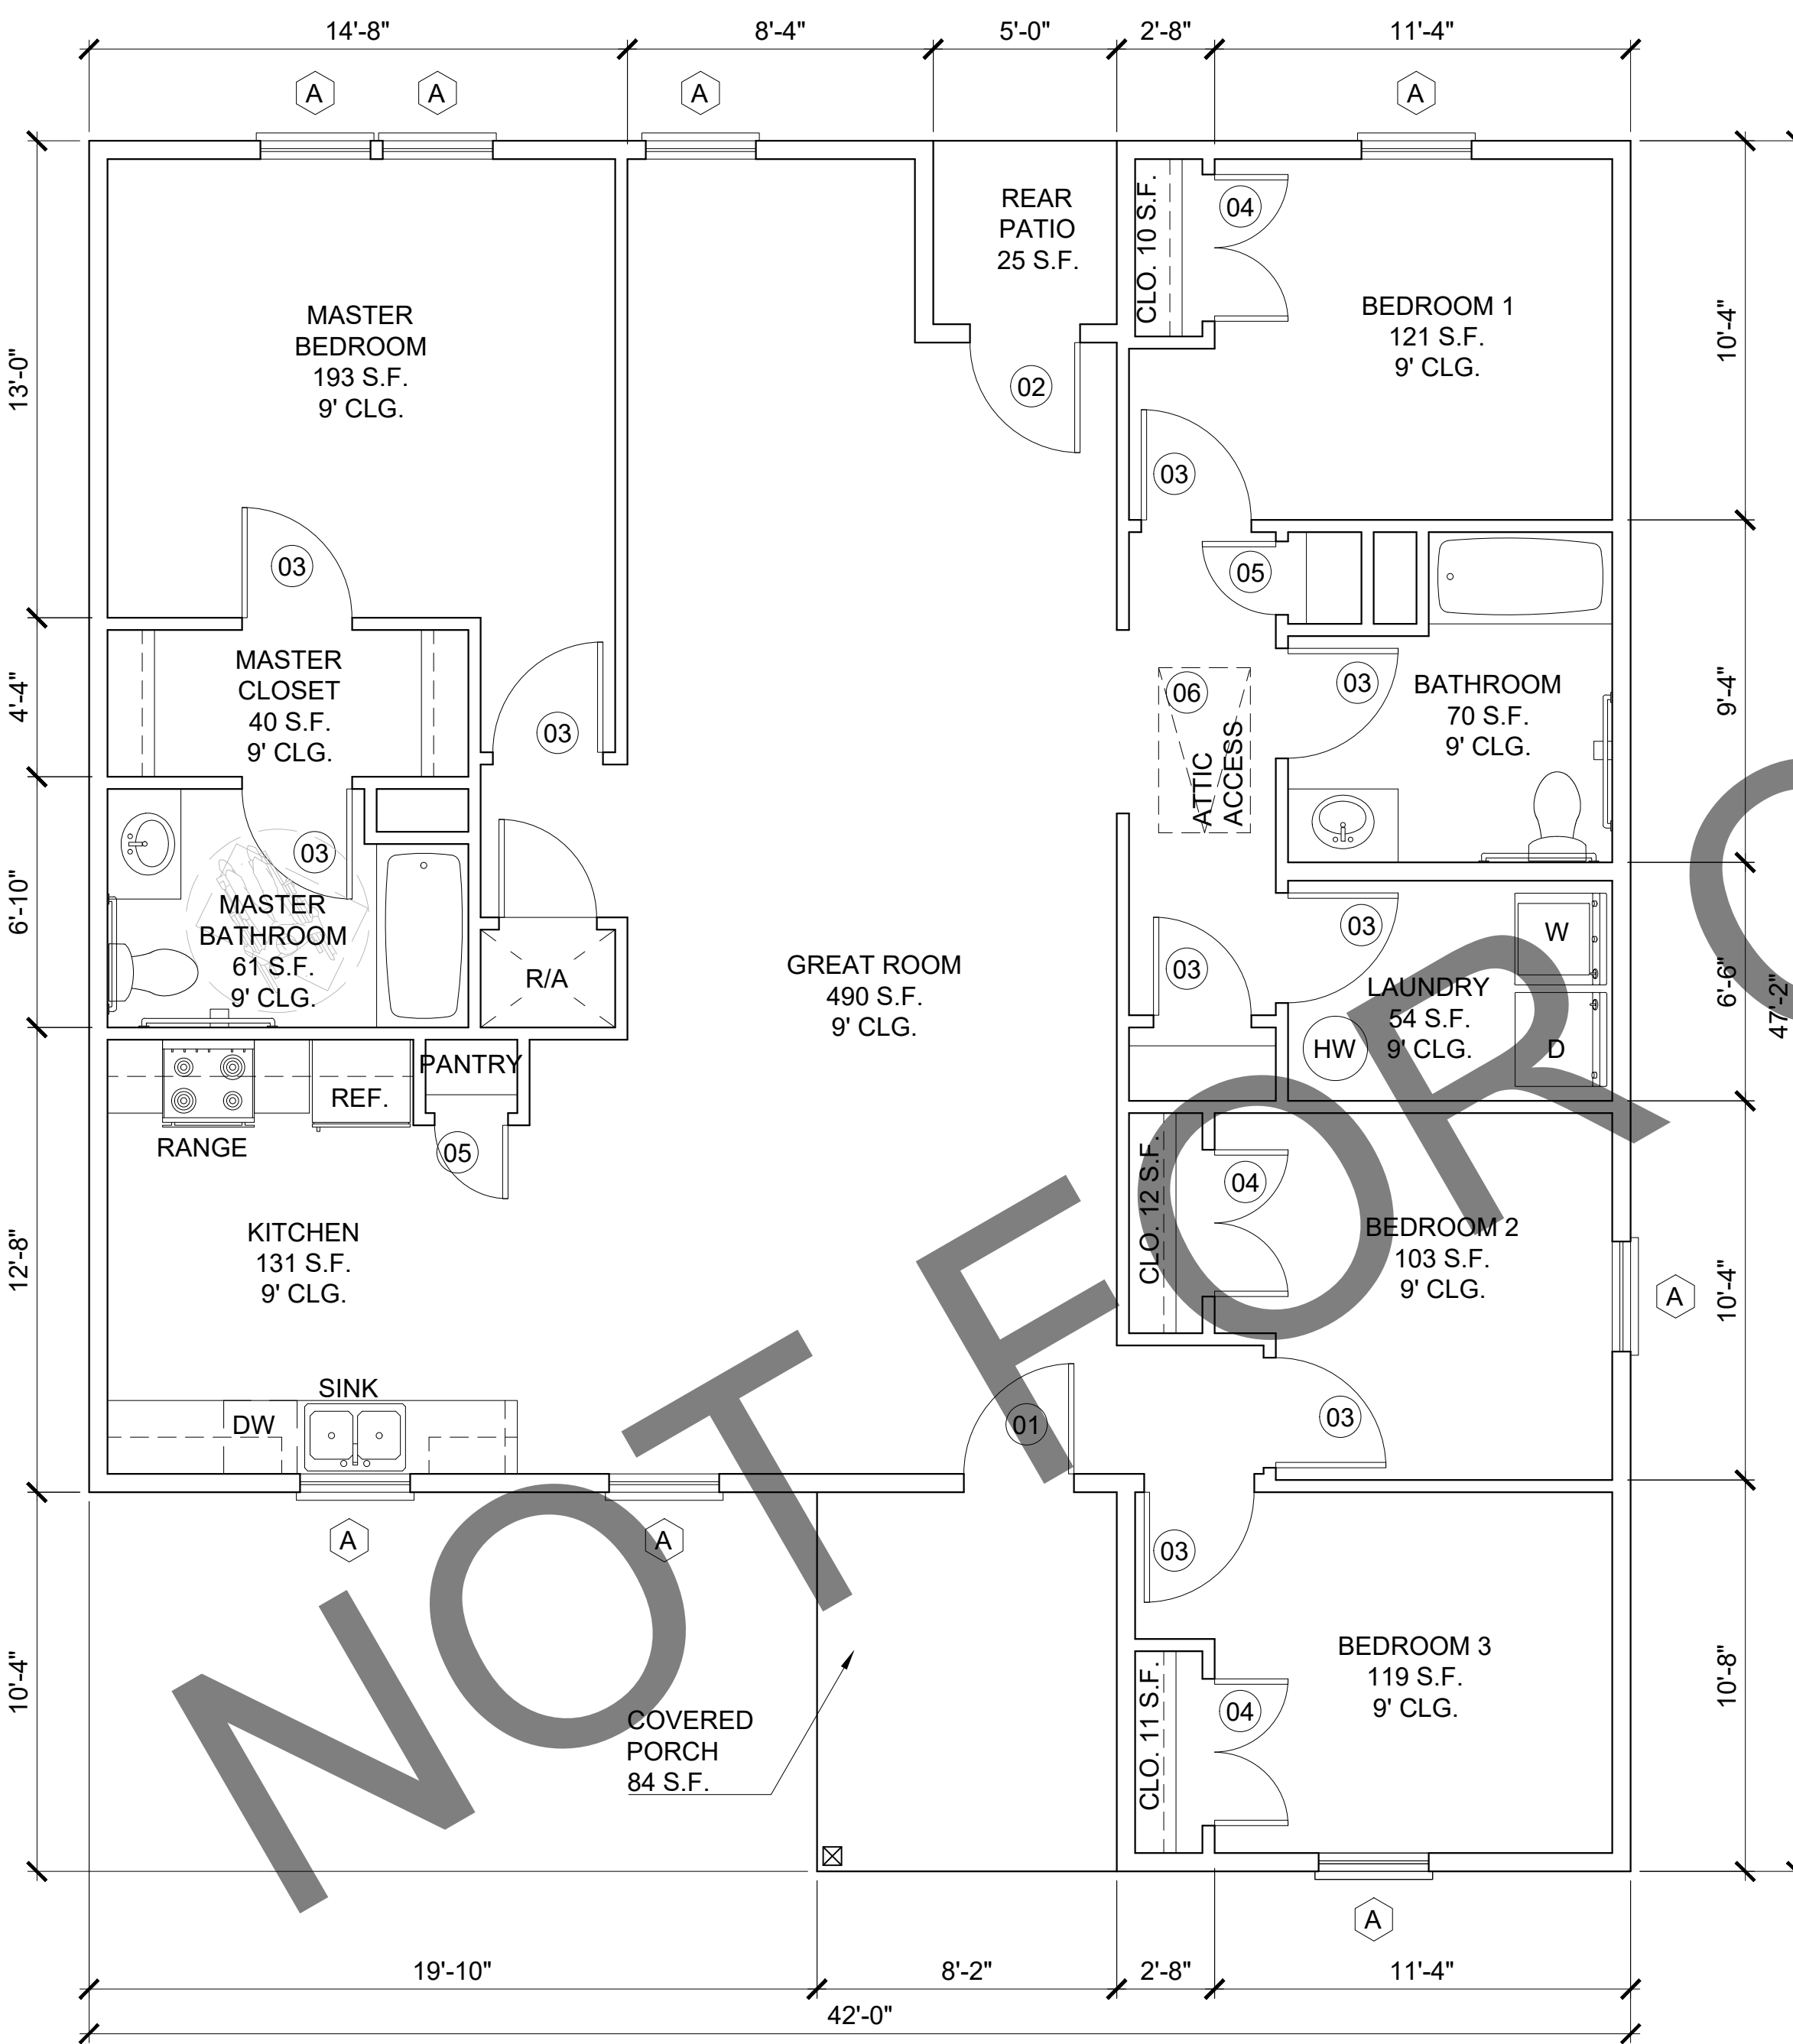 14'-8"
8'-4"
5'-0"
2'-8"
11'-4"
A
A
A
A
REAR
PATIO
25 S.F.
CLO. 10 S.F.
04
MASTER
BEDROOM
193 S.F.
9' CLG.
BEDROOM 1
121 S.F.
9' CLG.
13'-0"
10'-4"
02
03
03
05
MASTER
CLOSET
40 S.F.
9' CLG.
4'-4"
03
06
ATTIC
ACCESS
03
BATHROOM
70 S.F.
9' CLG.
9'-4"
03
MASTER
BATHROOM
61 S.F.
9' CLG.
6'-10"
R/A
GREAT ROOM
490 S.F.
9' CLG.
03
03
W
LAUNDRY
54 S.F.
9' CLG.
HW
D
6'-6"
47'-2"
PANTRY
REF.
RANGE
05
KITCHEN
131 S.F.
9' CLG.
12'-8"
CLO. 12 S.F.
04
BEDROOM 2
103 S.F.
9' CLG.
10'-4"
A
SINK
DW
01
03
A
A
03
10'-4"
COVERED
PORCH
84 S.F.
BEDROOM 3
119 S.F.
9' CLG.
CLO. 11 S.F.
04
10'-8"
A
19'-10"
8'-2"
2'-8"
11'-4"
42'-0"
NOT FOR